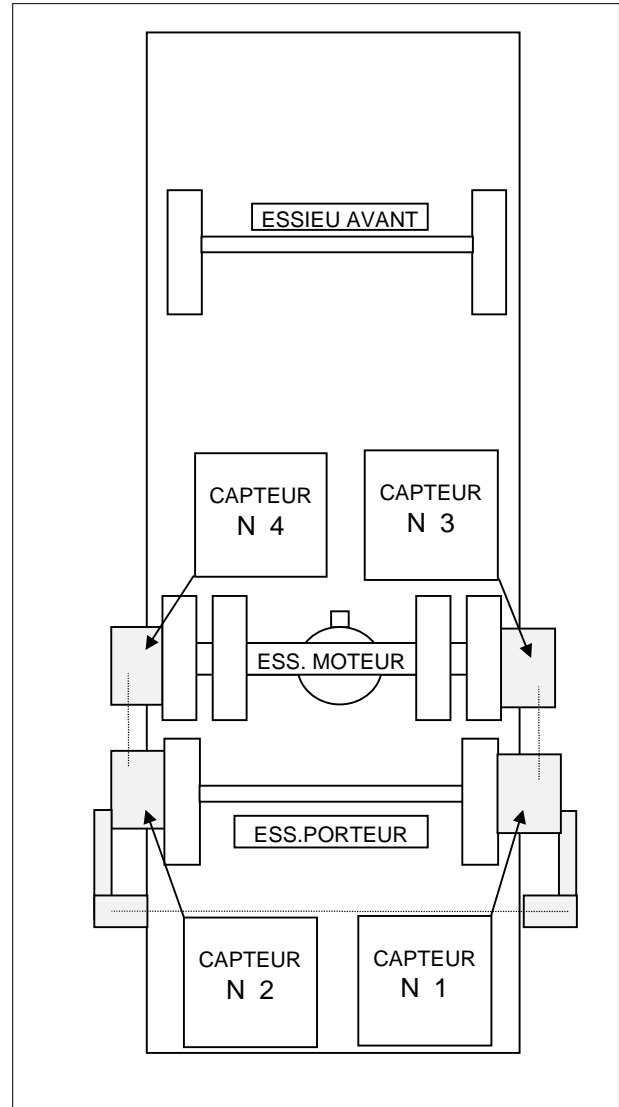 ESSIEU AVANT
CAPTEUR
N 4
CAPTEUR
N 3
ESS. MOTEUR
ESS.PORTEUR
CAPTEUR
N 2
CAPTEUR
N 1